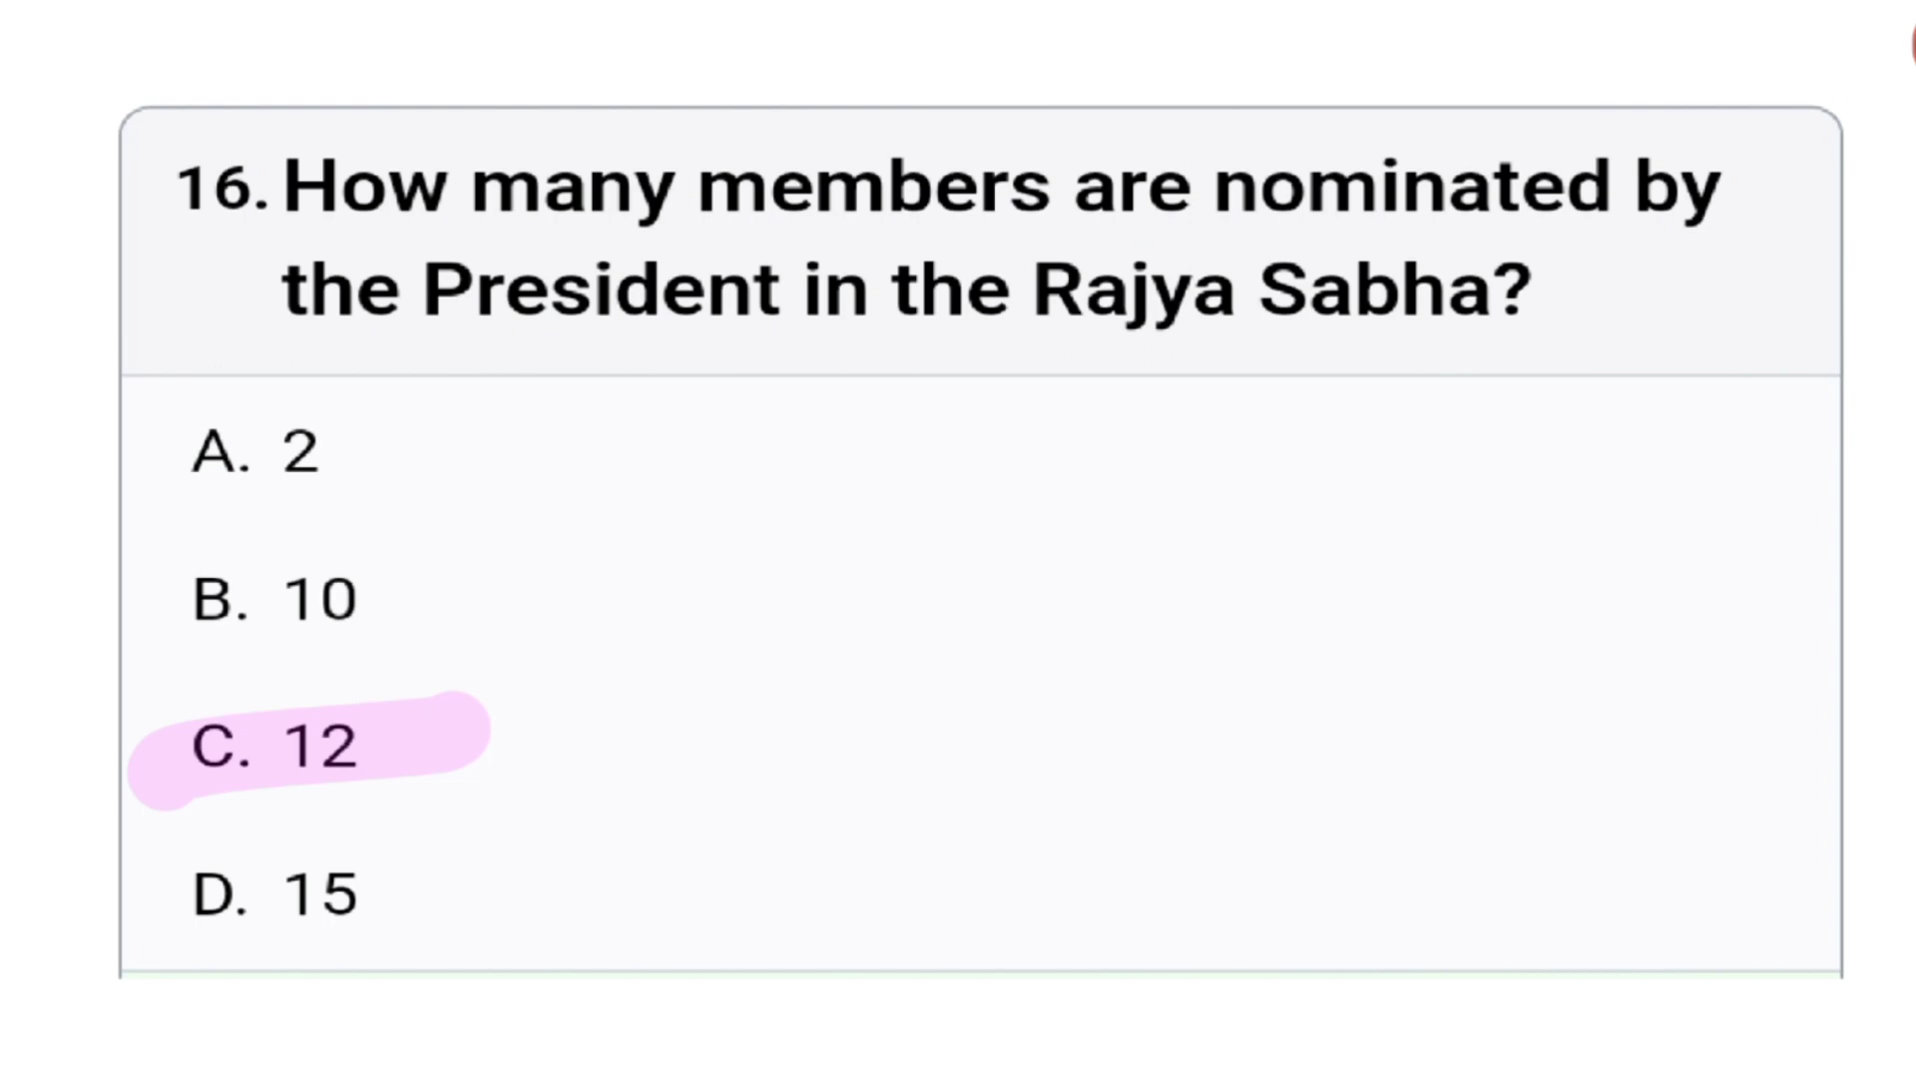 16. How many members are nominated by
the President in the Rajya Sabha?
A. 2
B. 10
C. 12
D. 15